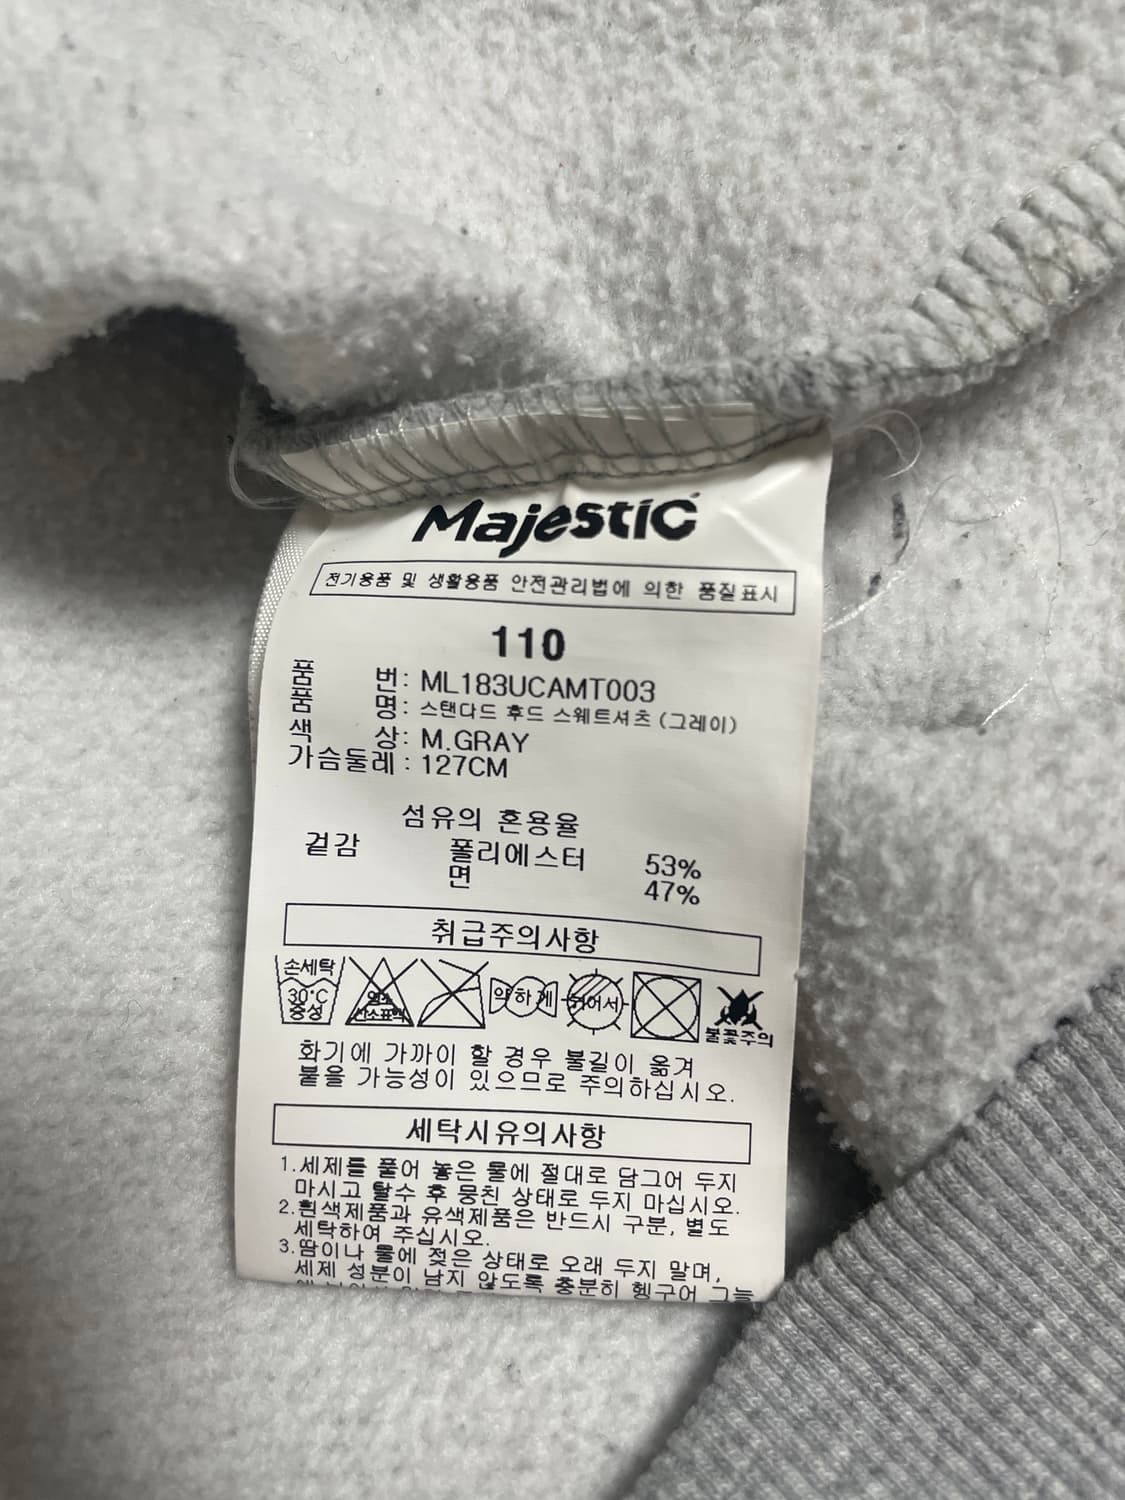 Majestic
전기용품 및 생활용품 안전관리법에 의한 품질표시
110
품 번: ML183UCAMT003
품 명: 스탠다드 후드 스웨트셔츠 (그레이)
색 상: M.GRAY
가슴둘레 : 127CM
섬유의 혼용율
겉감 폴리에스터 53%
면 47%
취급주의사항
손세탁
30°C
중성
염소
산소표백
약하게
뉘어서
불꽃주의
화기에 가까이 할 경우 불길이 옮겨
붙을 가능성이 있으므로 주의하십시오.
세탁시유의사항
1.세제를 풀어 놓은 물에 절대로 담그어 두지
마시고 탈수 후 뭉친 상태로 두지 마십시오.
2.흰색제품과 유색제품은 반드시 구분, 별도
세탁하여 주십시오.
3.땀이나 물에 젖은 상태로 오래 두지 말며,
세제 성분이 남지 않도록 충분히 헹구어 그늘